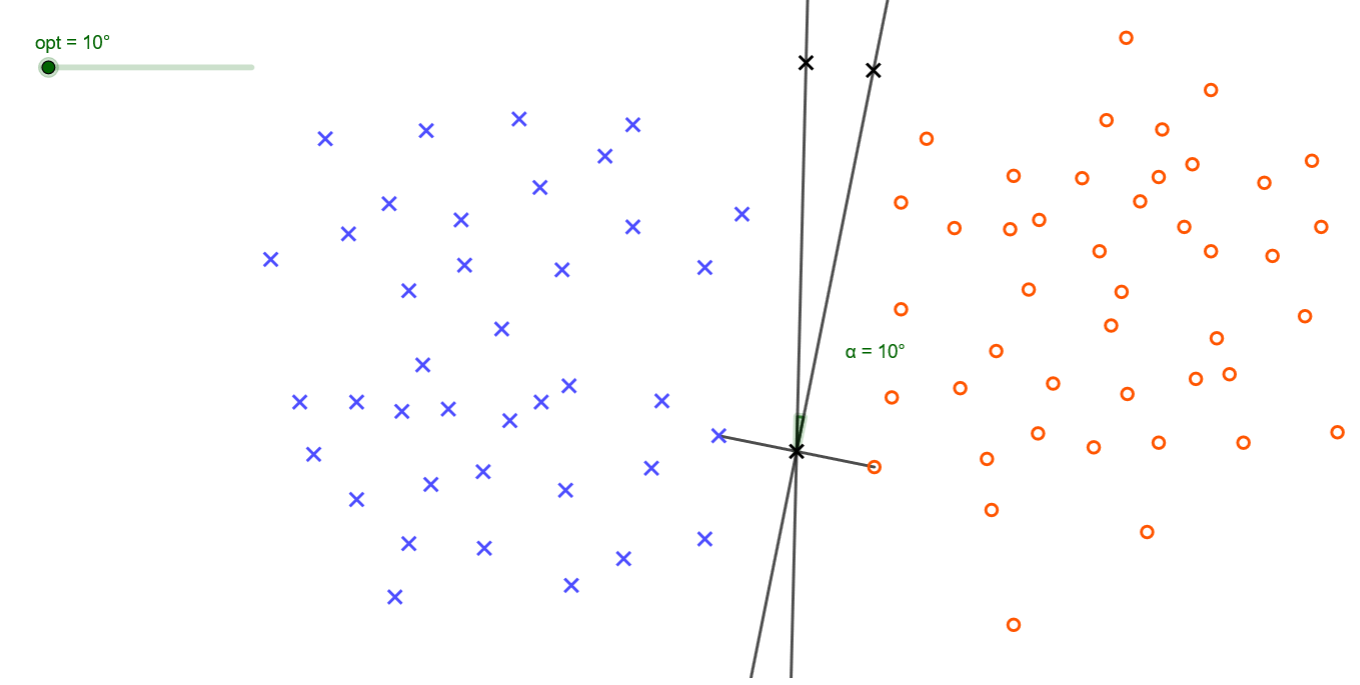 opt = 10°
α = 10°